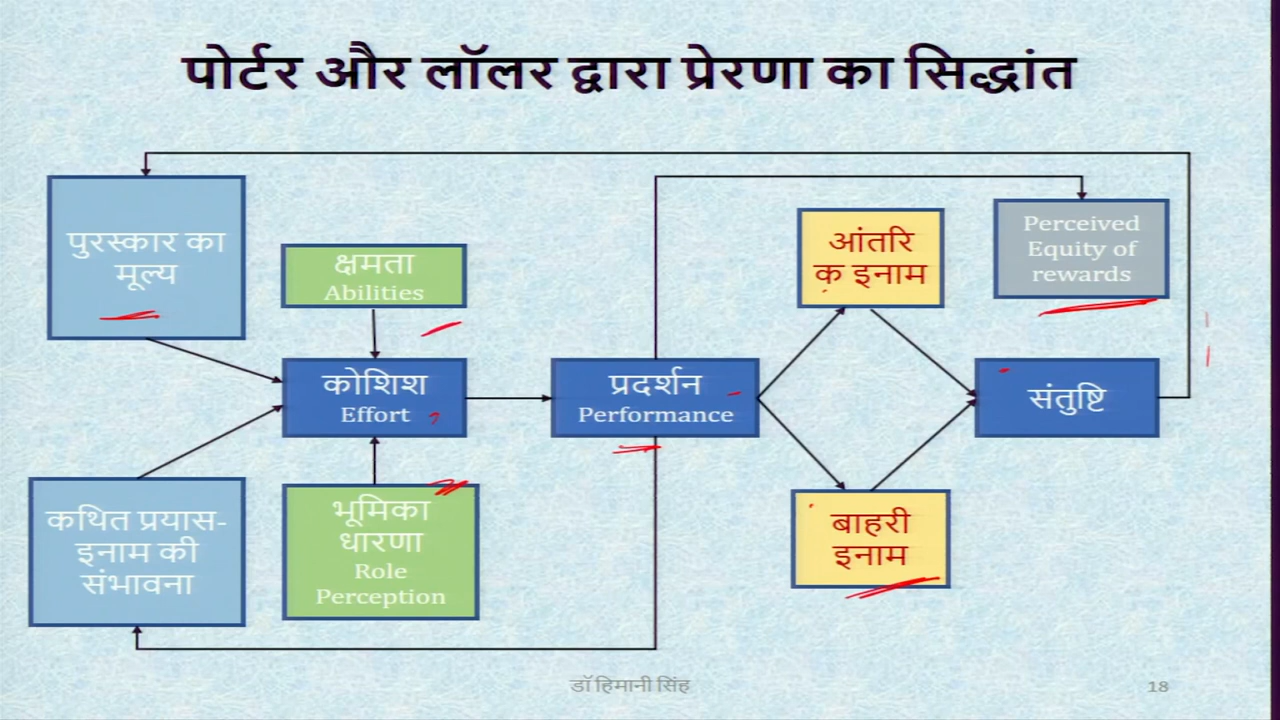 पोर्टर और लॉलर द्वारा प्रेरणा का सिद्धांत
पुरस्कार का
मूल्य
क्षमता
Abilities
आंतरि
क इनाम
Perceived
Equity of
rewards
कोशिश
Effort
प्रदर्शन
Performance
संतुष्टि
कथित प्रयास-
इनाम की
संभावना
भूमिका
धारणा
Role
Perception
बाहरी
इनाम
डॉ हिमानी सिंह
18